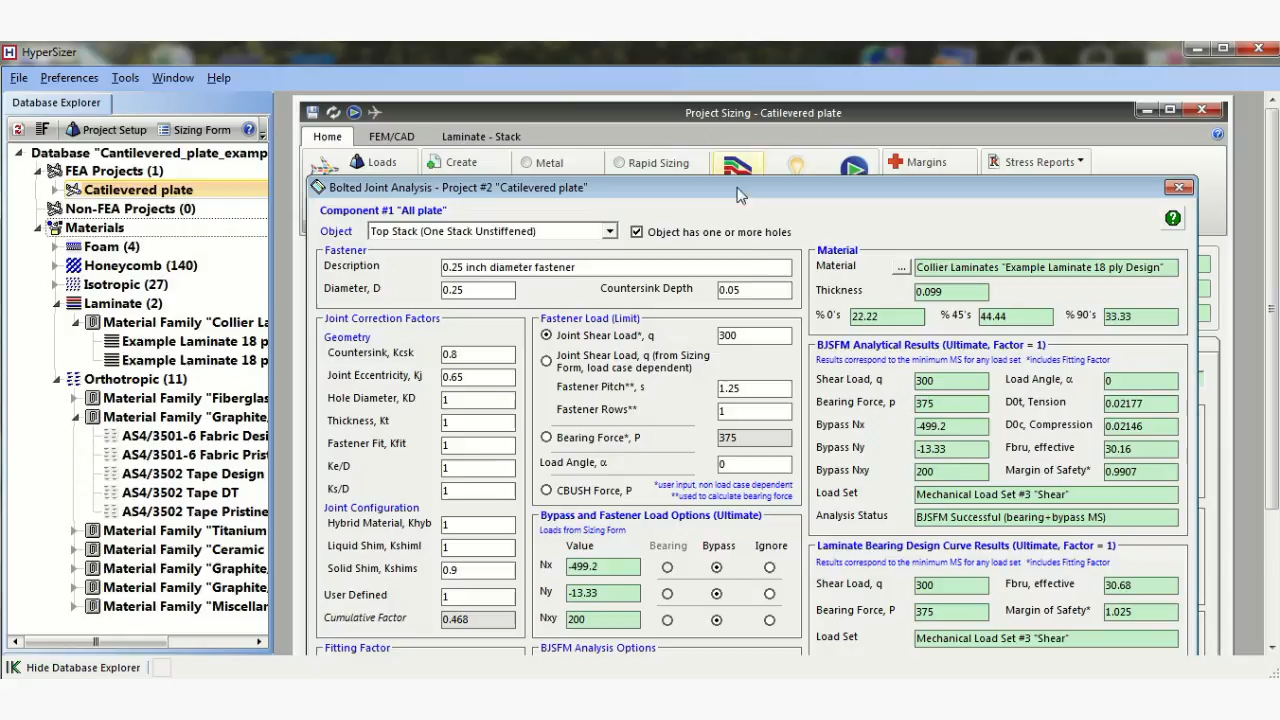 HyperSizer
File Preferences Tools Window Help
Database Explorer
Project Setup Sizing Form
Database "Cantilevered_plate_examp
FEA Projects (1)
Catilevered plate
Non-FEA Projects (0)
Materials
Foam (4)
Honeycomb (140)
Isotropic (27)
Laminate (2)
Material Family "Collier La
Example Laminate 18 p
Example Laminate 18 p
Orthotropic (11)
Material Family "Fiberglas
Material Family "Graphite
AS4/3501-6 Fabric Desi
AS4/3501-6 Fabric Prist
AS4/3502 Tape Design
AS4/3502 Tape DT
AS4/3502 Tape Pristine
Material Family "Titanium
Material Family "Ceramic
Material Family "Graphite,
Material Family "Graphite,
Material Family "Miscellar
Hide Database Explorer
Project Sizing - Catilevered plate
Home FEM/CAD Laminate - Stack
Loads Create Metal Rapid Sizing Margins Stress Reports
Bolted Joint Analysis - Project #2 "Catilevered plate"
Component #1 "All plate"
Object Top Stack (One Stack Unstiffened) Object has one or more holes
Fastener
Description 0.25 inch diameter fastener
Diameter, D 0.25 Countersink Depth 0.05
Joint Correction Factors
Geometry
Countersink, Kcsk 0.8
Joint Eccentricity, Kj 0.65
Hole Diameter, KD 1
Thickness, Kt 1
Fastener Fit, Kfit 1
Ke/D 1
Ks/D 1
Joint Configuration
Hybrid Material, Khyb 1
Liquid Shim, Kshiml 1
Solid Shim, Kshims 0.9
User Defined 1
Cumulative Factor 0.468
Fitting Factor
Fastener Load (Limit)
Joint Shear Load*, q 300
Joint Shear Load, q (from Sizing
Form, load case dependent)
Fastener Pitch**, s 1.25
Fastener Rows** 1
Bearing Force*, P 375
Load Angle, α 0
CBUSH Force, P
*user input, non load case dependent
**used to calculate bearing force
Bypass and Fastener Load Options (Ultimate)
Loads from Sizing Form
Value Bearing Bypass Ignore
Nx -499.2
Ny -13.33
Nxy 200
BJSFM Analysis Options
Material
Material ... Collier Laminates "Example Laminate 18 ply Design"
Thickness 0.099
% 0's 22.22 % 45's 44.44 % 90's 33.33
BJSFM Analytical Results (Ultimate, Factor = 1)
Results correspond to the minimum MS for any load set *includes Fitting Factor
Shear Load, q 300 Load Angle, α 0
Bearing Force, p 375 D0t, Tension 0.02177
Bypass Nx -499.2 D0c, Compression 0.02146
Bypass Ny -13.33 Fbru, effective 30.16
Bypass Nxy 200 Margin of Safety* 0.9907
Load Set Mechanical Load Set #3 "Shear"
Analysis Status BJSFM Successful (bearing+bypass MS)
Laminate Bearing Design Curve Results (Ultimate, Factor = 1)
Results correspond to the minimum MS for any load set *includes Fitting Factor
Shear Load, q 300 Fbru, effective 30.68
Bearing Force, P 375 Margin of Safety* 1.025
Load Set Mechanical Load Set #3 "Shear"